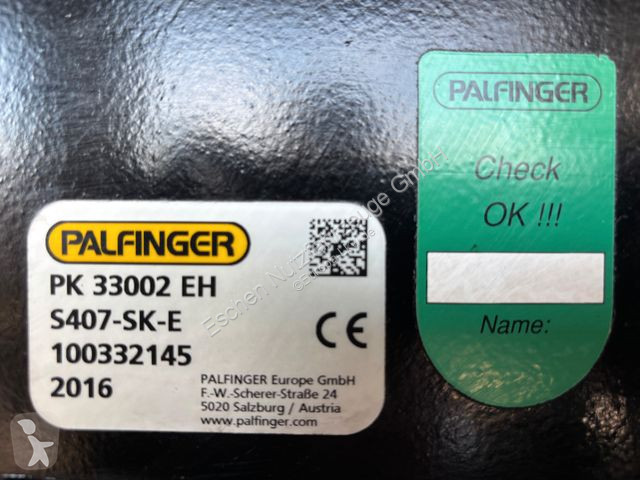 PALFINGER
PK 33002 EH
S407-SK-E
100332145
2016
CE
PALFINGER Europe GmbH
F.-W.-Scherer-Straße 24
5020 Salzburg / Austria
www.palfinger.com
PALFINGER
Check
OK !!!
Name: